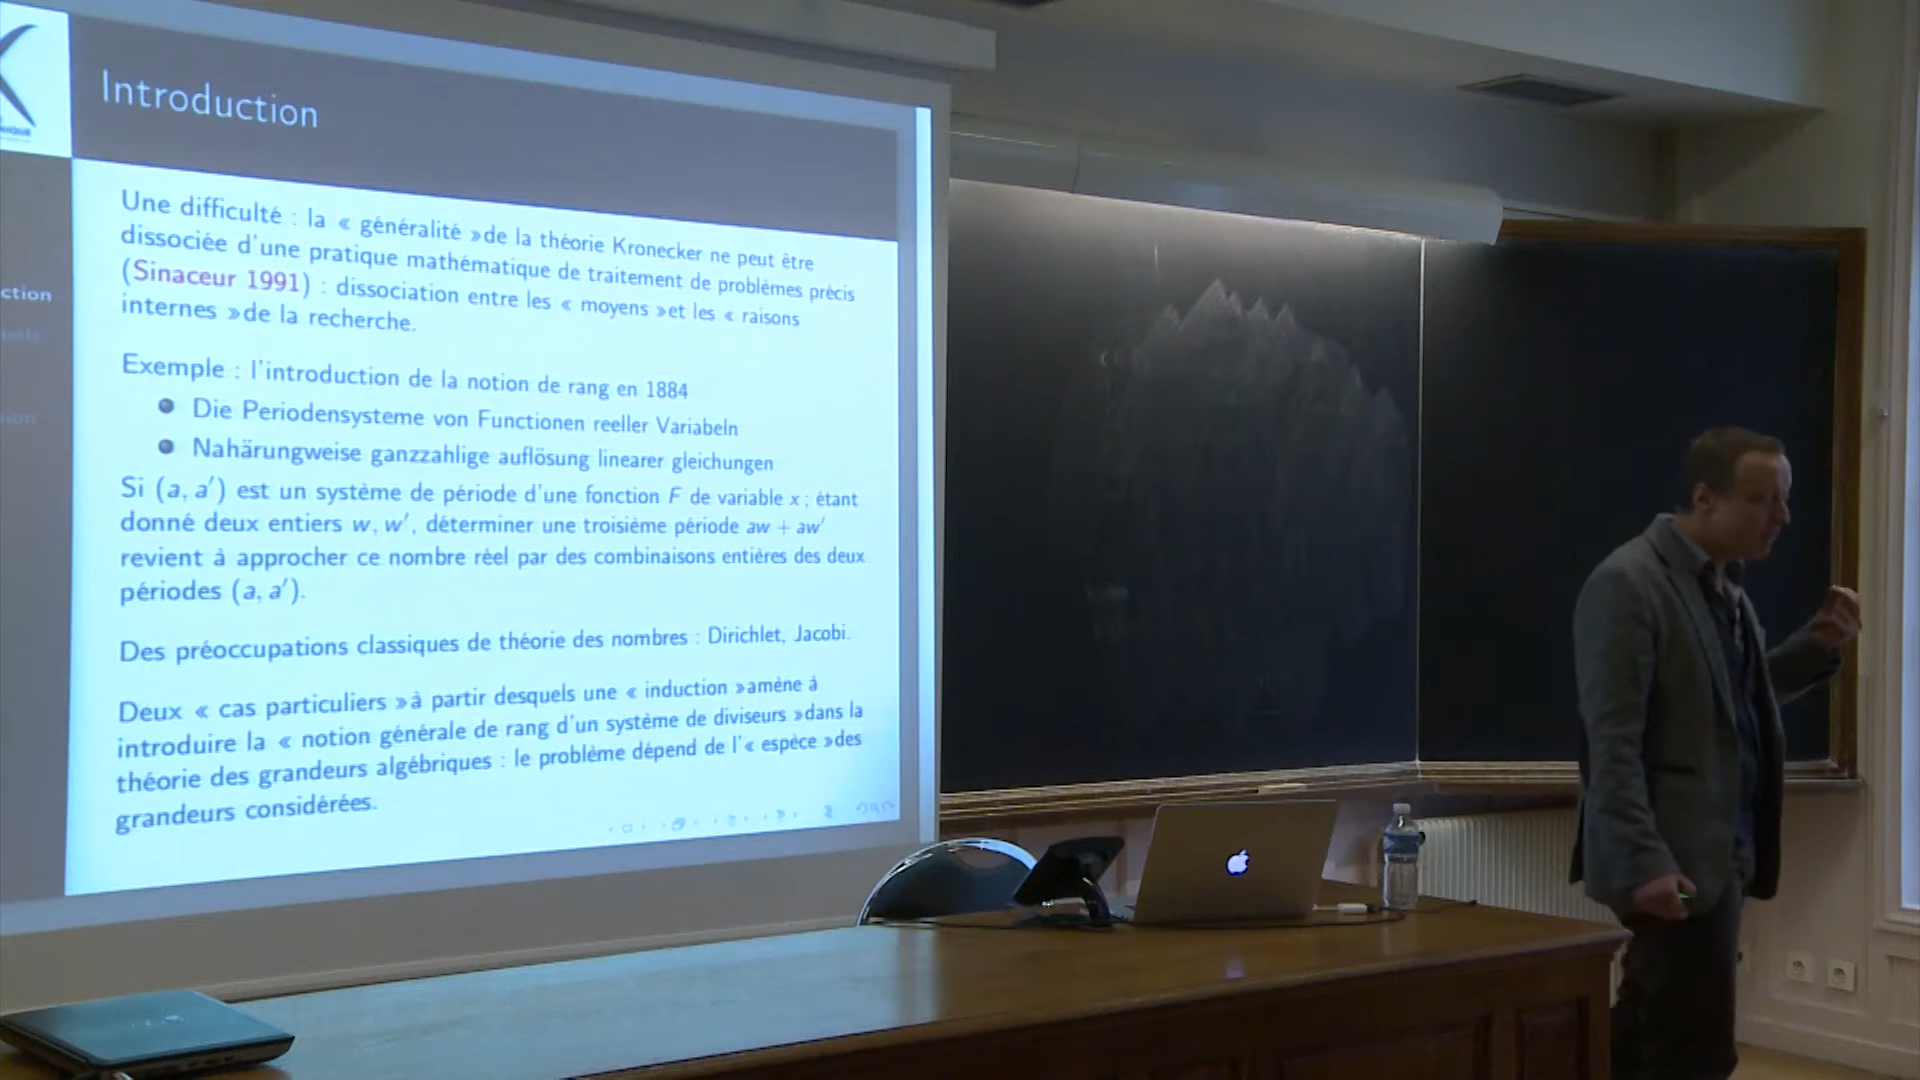 Introduction
Une difficulté : la « généralité »de la théorie Kronecker ne peut être
dissociée d'une pratique mathématique de traitement de problèmes précis
(Sinaceur 1991) : dissociation entre les « moyens »et les « raisons
internes »de la recherche.
ction
Exemple : l'introduction de la notion de rang en 1884
Die Periodensysteme von Functionen reeller Variabeln
Nahärungweise ganzzahlige auflösung linearer gleichungen
Si (a, a′) est un système de période d'une fonction F de variable x ; étant
donné deux entiers w, w′, déterminer une troisième période aw + aw′
revient à approcher ce nombre réel par des combinaisons entières des deux
périodes (a, a′).
Des préoccupations classiques de théorie des nombres : Dirichlet, Jacobi.
Deux « cas particuliers »à partir desquels une « induction »amène à
introduire la « notion générale de rang d'un système de diviseurs »dans la
théorie des grandeurs algébriques : le problème dépend de l'« espèce »des
grandeurs considérées.